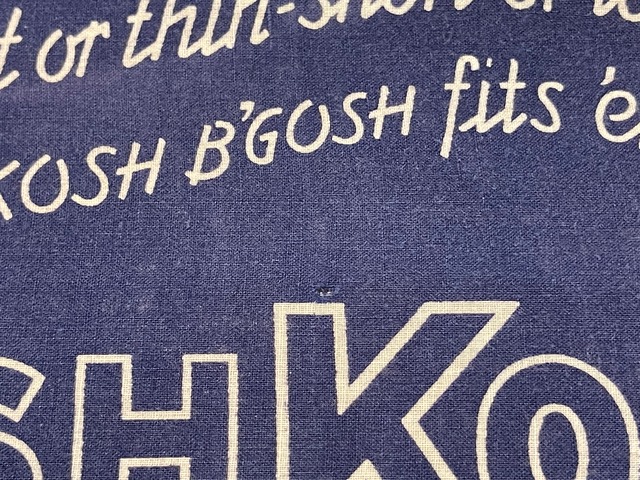 t or thin-short or
KOSH B'GOSH fits 'e
SHKO